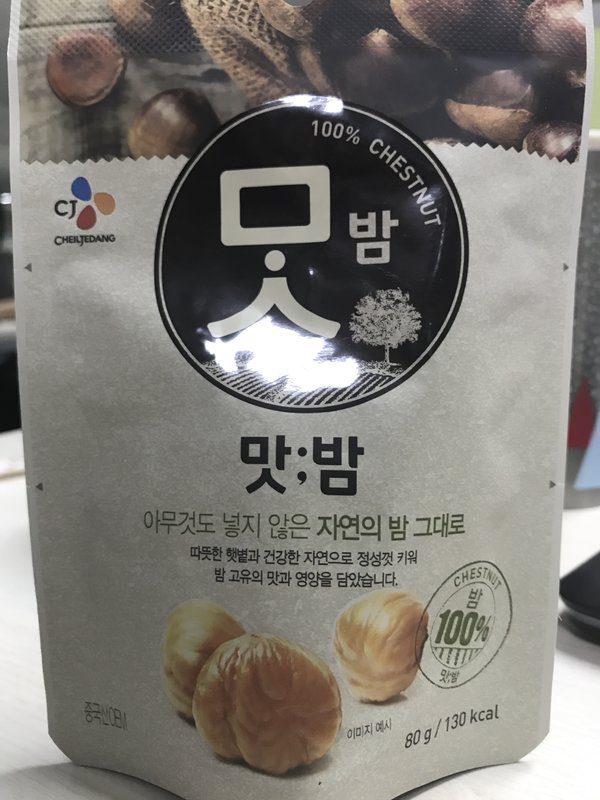 100% CHESTNUT
맛 밤
CJ
CHEILJEDANG
맛;밤
아무것도 넣지 않은 자연의 밤 그대로
따뜻한 햇볕과 건강한 자연으로 정성껏 키워
밤 고유의 맛과 영양을 담았습니다.
CHESTNUT
밤
100%
맛;밤
이미지 예시
80 g / 130 kcal
중국산OEM